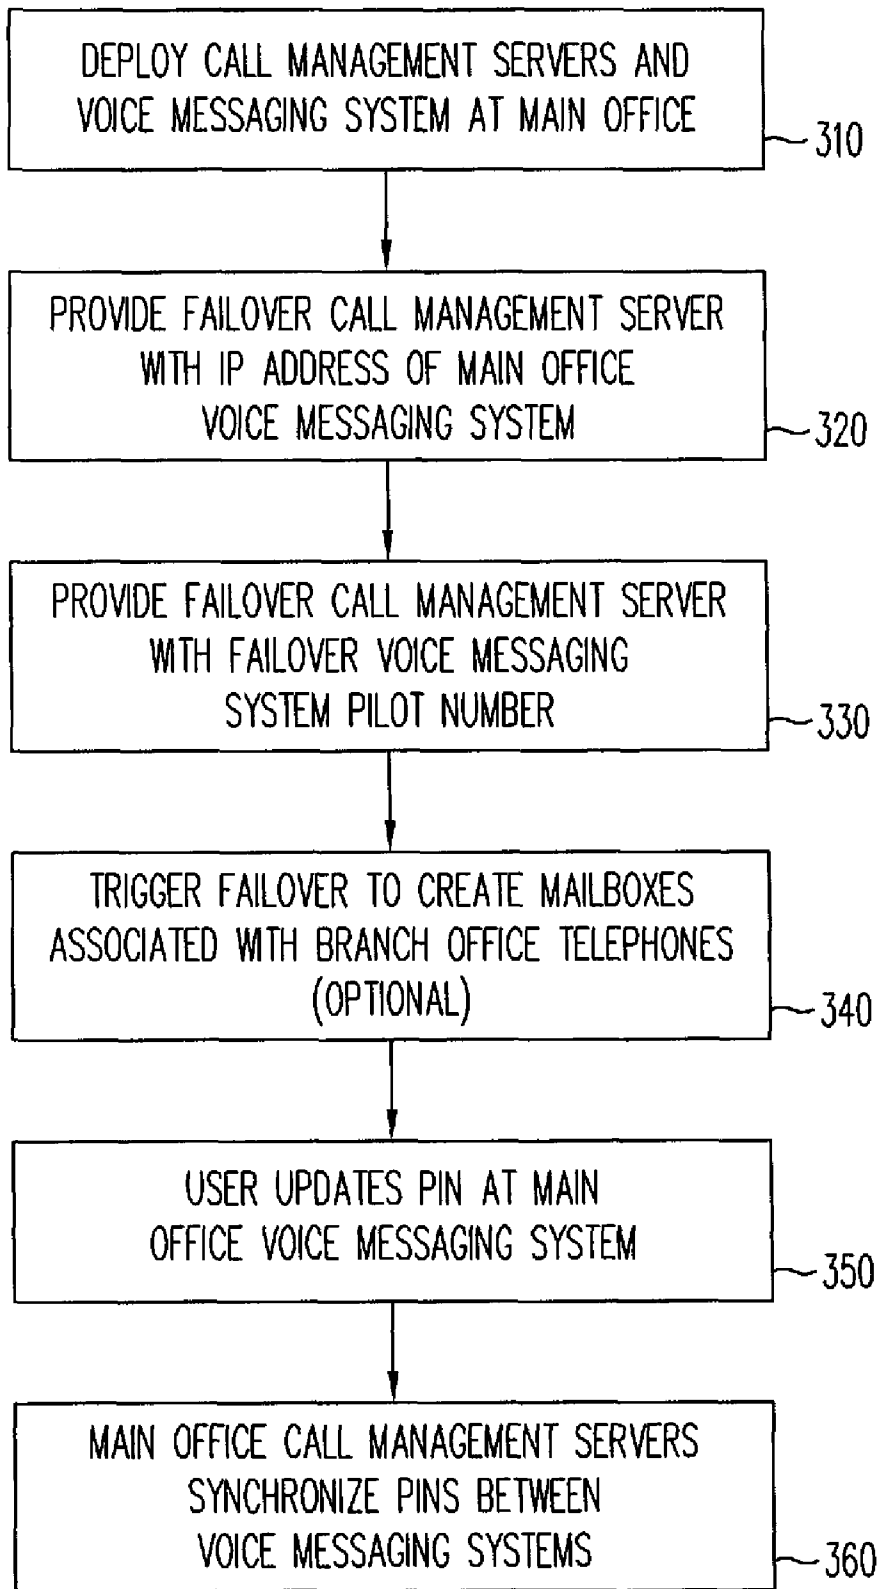 DEPLOY CALL MANAGEMENT SERVERS AND
VOICE MESSAGING SYSTEM AT MAIN OFFICE
310
PROVIDE FAILOVER CALL MANAGEMENT SERVER
WITH IP ADDRESS OF MAIN OFFICE
VOICE MESSAGING SYSTEM
320
PROVIDE FAILOVER CALL MANAGEMENT SERVER
WITH FAILOVER VOICE MESSAGING
SYSTEM PILOT NUMBER
330
TRIGGER FAILOVER TO CREATE MAILBOXES
ASSOCIATED WITH BRANCH OFFICE TELEPHONES
(OPTIONAL)
340
USER UPDATES PIN AT MAIN
OFFICE VOICE MESSAGING SYSTEM
350
MAIN OFFICE CALL MANAGEMENT SERVERS
SYNCHRONIZE PINS BETWEEN
VOICE MESSAGING SYSTEMS
360